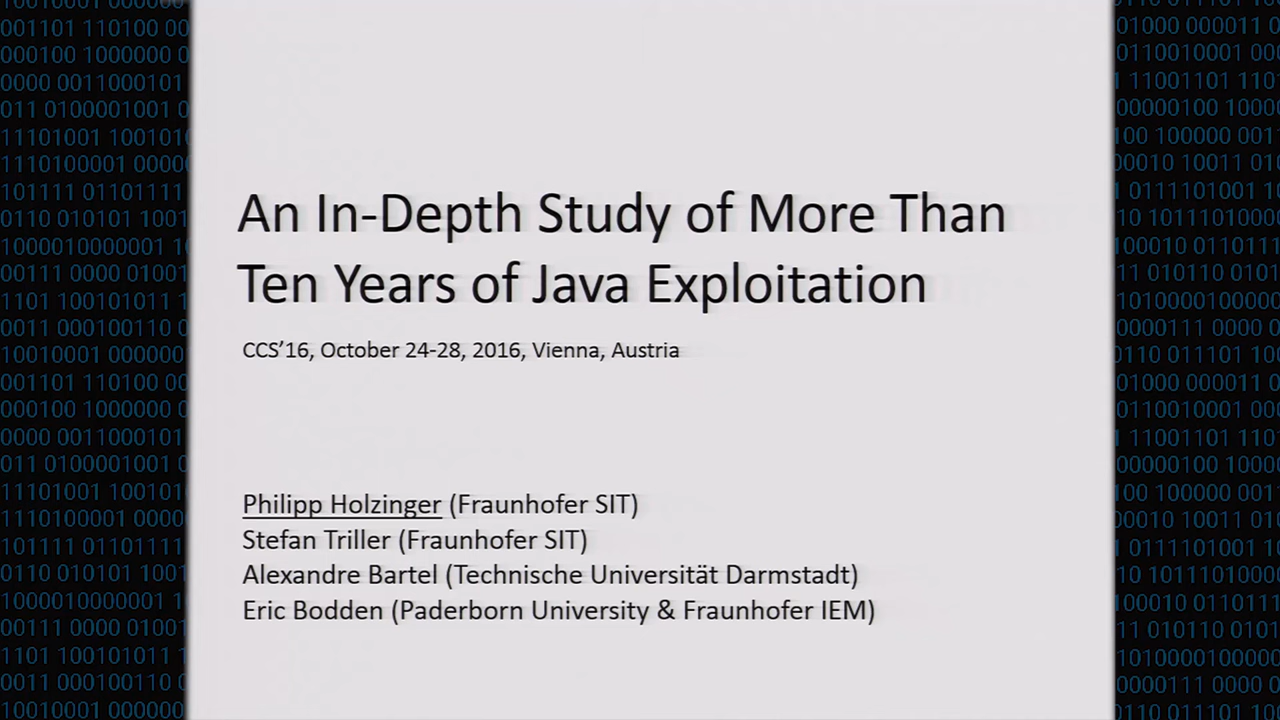 An In-Depth Study of More Than
Ten Years of Java Exploitation
CCS’16, October 24-28, 2016, Vienna, Austria
Philipp Holzinger (Fraunhofer SIT)
Stefan Triller (Fraunhofer SIT)
Alexandre Bartel (Technische Universität Darmstadt)
Eric Bodden (Paderborn University & Fraunhofer IEM)